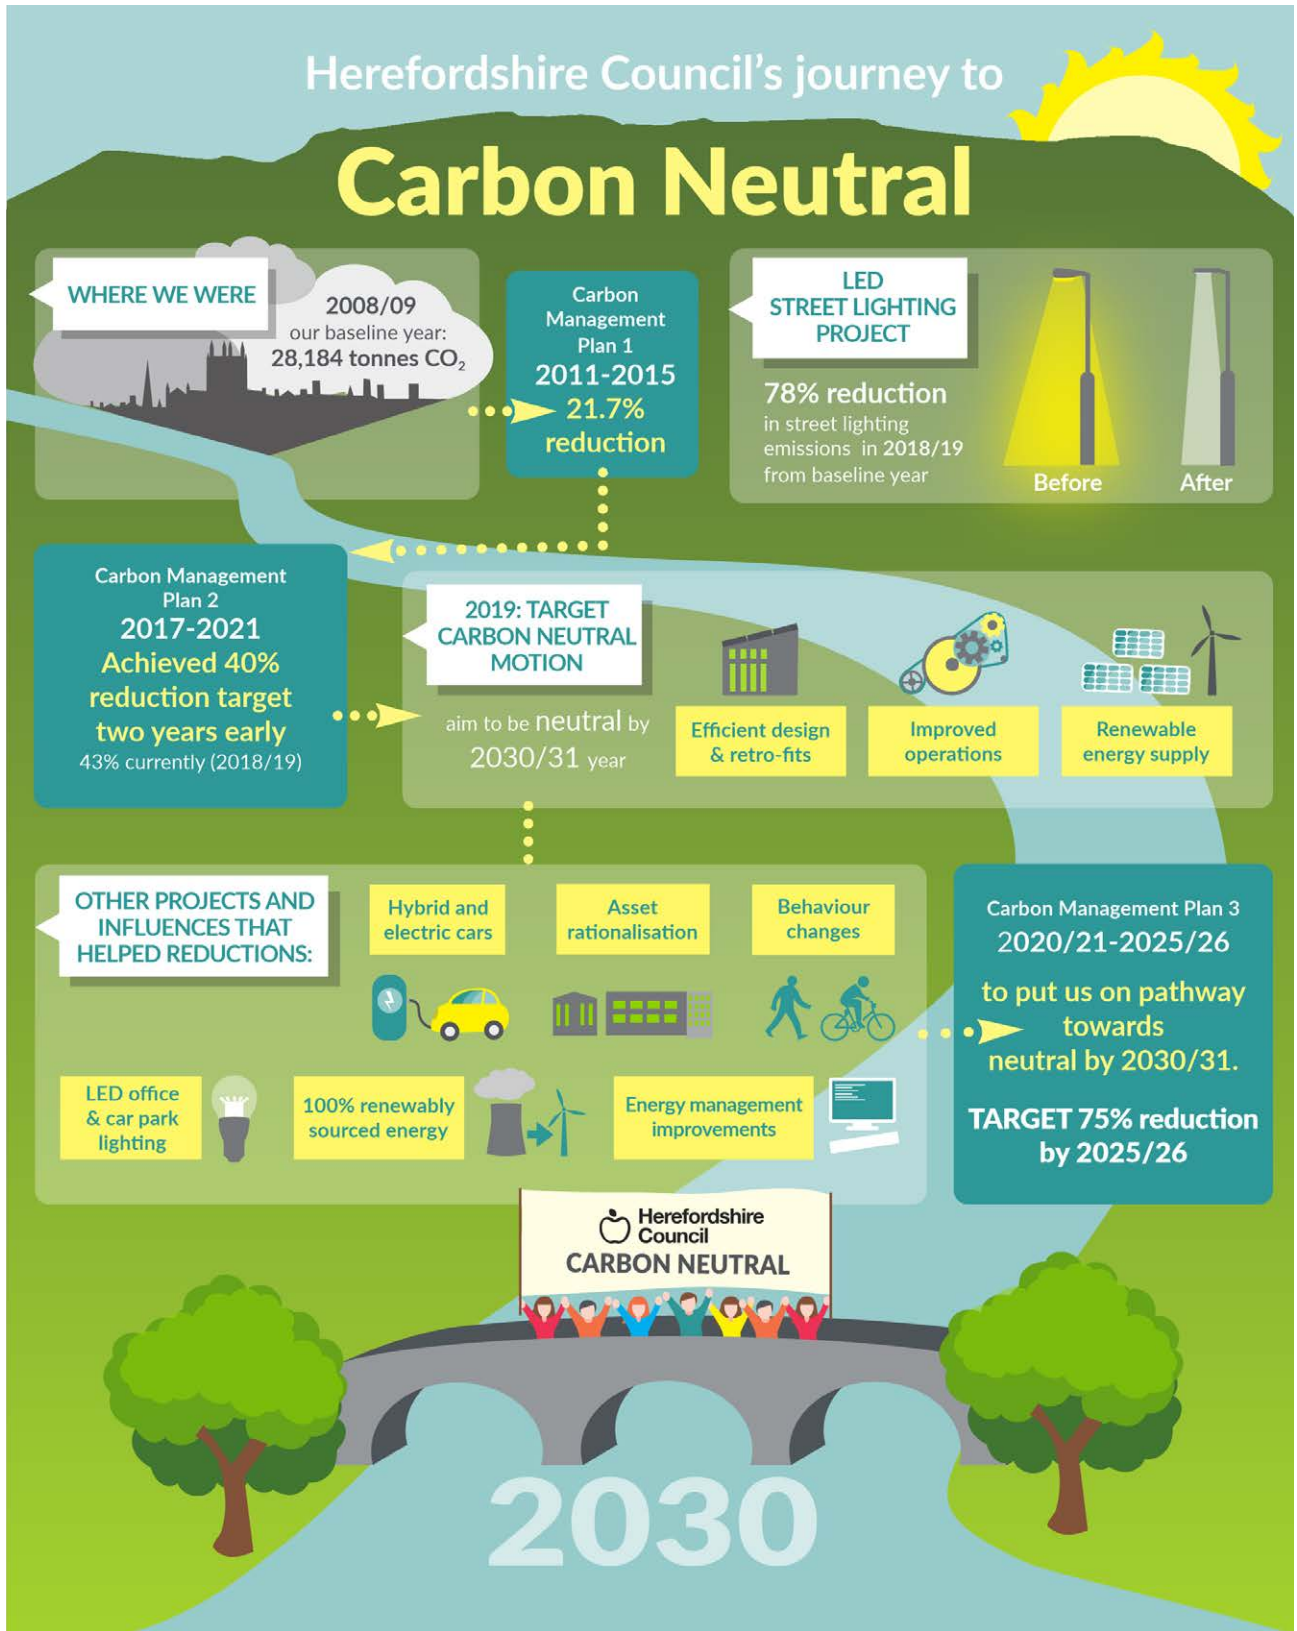 Herefordshire Council's journey to
Carbon Neutral
WHERE WE WERE
2008/09
our baseline year:
28,184 tonnes CO₂
Carbon
Management
Plan 1
2011-2015
21.7%
reduction
LED
STREET LIGHTING
PROJECT
78% reduction
in street lighting
emissions in 2018/19
from baseline year
Before
After
Carbon Management
Plan 2
2017-2021
Achieved 40%
reduction target
two years early
43% currently (2018/19)
2019: TARGET
CARBON NEUTRAL
MOTION
aim to be neutral by
2030/31 year
Efficient design
& retro-fits
Improved
operations
Renewable
energy supply
OTHER PROJECTS AND
INFLUENCES THAT
HELPED REDUCTIONS:
Hybrid and
electric cars
Asset
rationalisation
Behaviour
changes
LED office
& car park
lighting
100% renewably
sourced energy
Energy management
improvements
Carbon Management Plan 3
2020/21-2025/26
to put us on pathway
towards
neutral by 2030/31.
TARGET 75% reduction
by 2025/26
Herefordshire
Council
CARBON NEUTRAL
2030